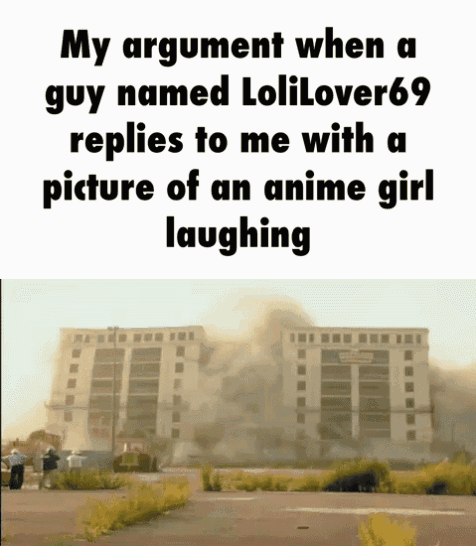 My argument when a
guy named LoliLover69
replies to me with a
picture of an anime girl
laughing